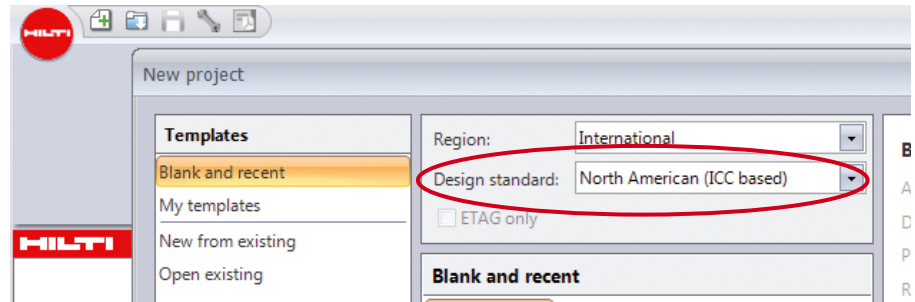 HILTI
New project
Templates
Blank and recent
My templates
New from existing
Open existing
Region: International
Design standard: North American (ICC based)
ETAG only
Blank and recent
HILTI
B
A
D
P
R